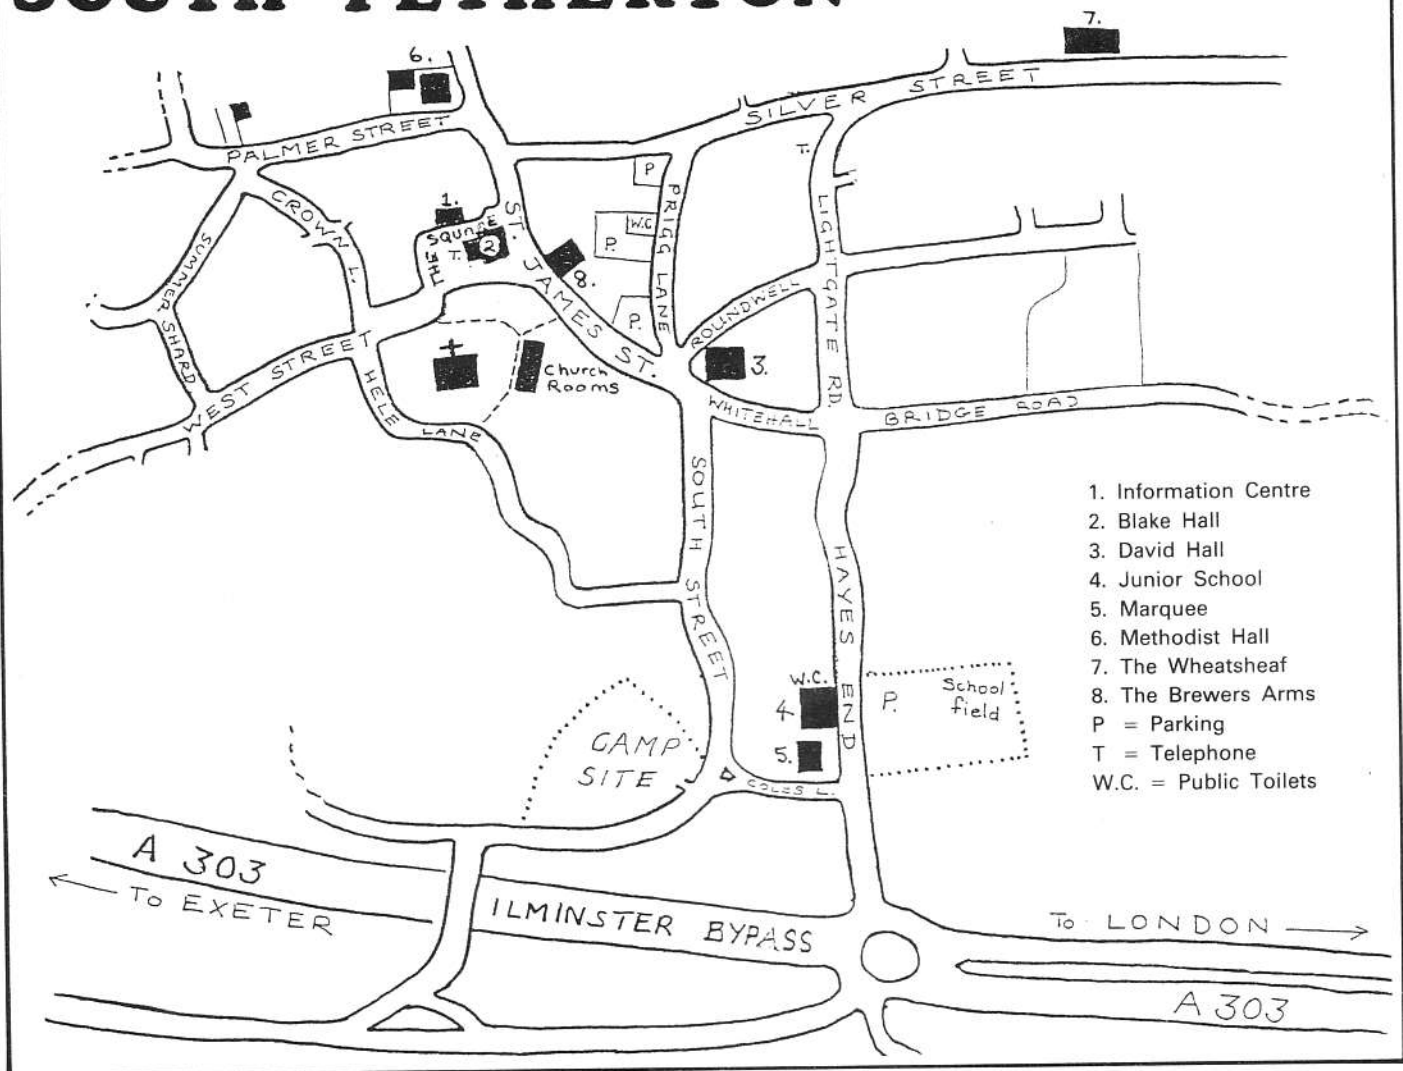 SOUTH PETHERTON
7.
6.
SILVER STREET
PALMER STREET
T.
P
1.
CROWN L.
ST. JAMES ST.
W.C.
P.
PRIGG LANE
LIGHTGATE RD.
SUMMER SHARD
THE SQUARE
T.
2
8.
P.
ROUNDWELL
3.
WEST STREET
Church
Rooms
HELE LANE
WHITEHALL
BRIDGE ROAD
SOUTH STREET
HAYES END
1. Information Centre
2. Blake Hall
3. David Hall
4. Junior School
5. Marquee
6. Methodist Hall
7. The Wheatsheaf
8. The Brewers Arms
P = Parking
T = Telephone
W.C. = Public Toilets
W.C.
4
5.
P.
School
field
CAMP
SITE
COLES L.
A 303
TO EXETER
ILMINSTER BYPASS
TO LONDON
A 303